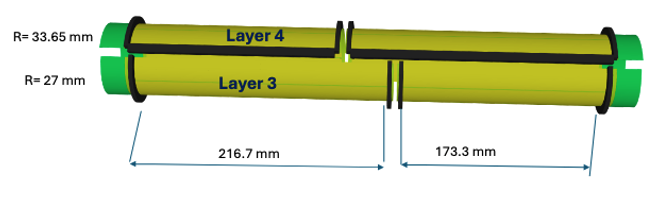 R= 33.65 mm
Layer 4
R= 27 mm
Layer 3
216.7 mm
173.3 mm